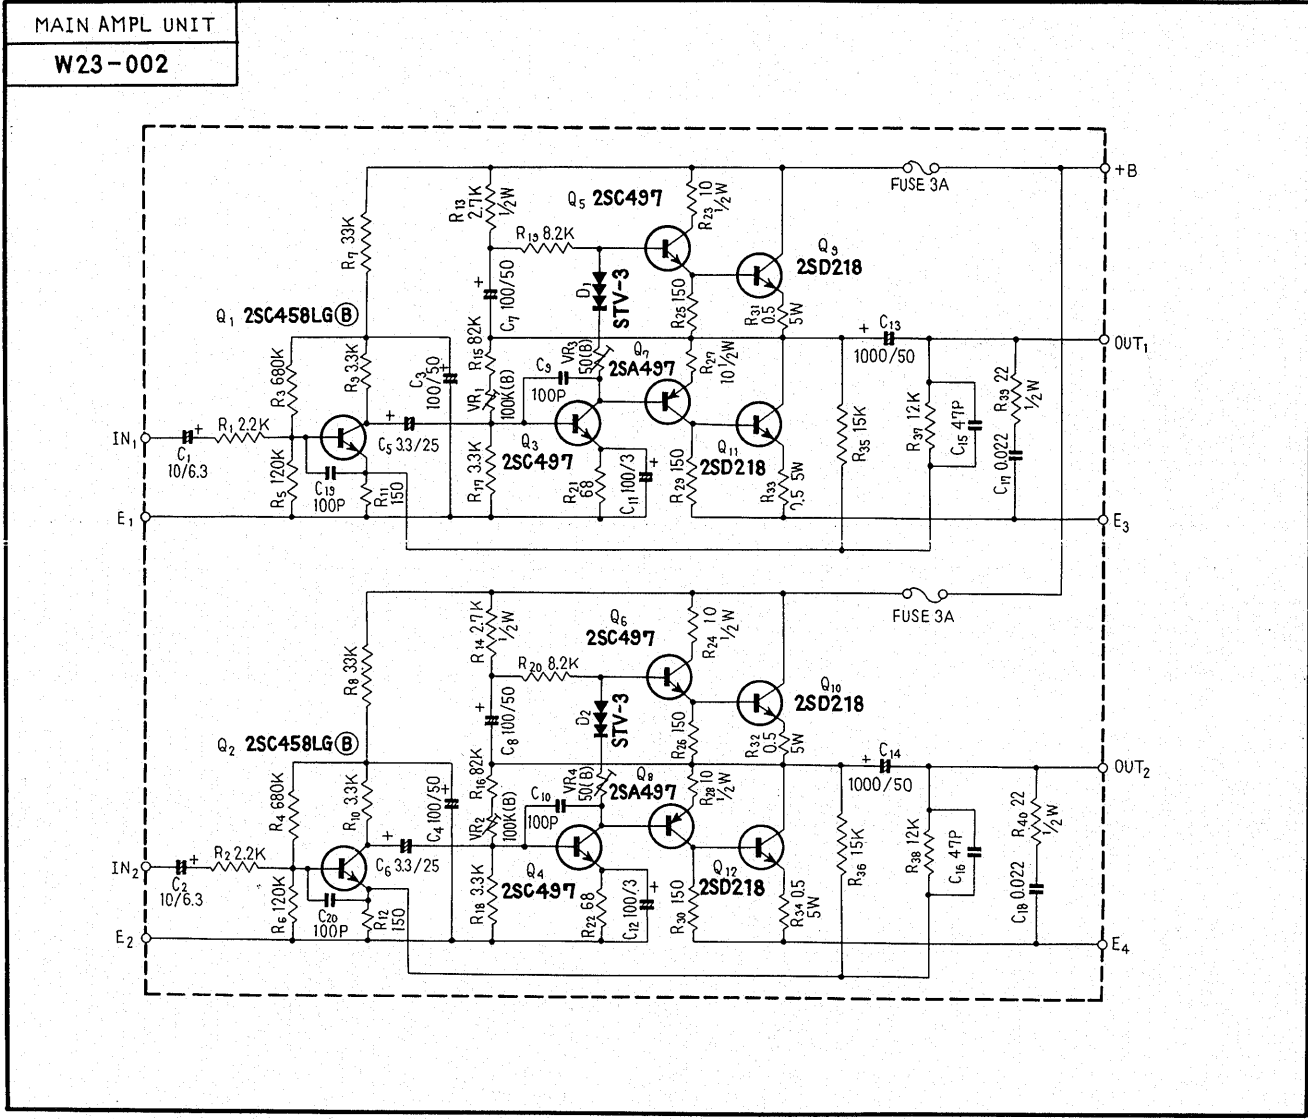 MAIN AMPL UNIT
W23-002
+B
FUSE 3A
R13 2.7K 1/2W
Q5 2SC497
R23 10 1/2W
R7 33K
R19 8.2K
Q9 2SD218
D1 STV-3
C7 100/50
R25 150
R31 0.5 5W
Q1 2SC458LG(B)
C13 1000/50
OUT1
R15 82K
VR3 50(B)
Q7 2SA497
R27 10 1/2W
R3 680K
R9 3.3K
C3 100/50
VR1 100K(B)
C9 100P
R37 12K
C15 47P
R39 22 1/2W
IN1
C1 10/6.3
R1 2.2K
C5 3.3/25
Q3 2SC497
Q11 2SD218
R35 15K
R5 120K
C19 100P
R11 150
R17 3.3K
R21 68
C11 100/3
R29 150
R33 0.5 5W
C17 0.022
E1
E3
FUSE 3A
R14 2.7K 1/2W
Q6 2SC497
R24 10 1/2W
R8 33K
R20 8.2K
Q10 2SD218
D2 STV-3
C8 100/50
R26 150
R32 0.5 5W
Q2 2SC458LG(B)
C14 1000/50
OUT2
R16 82K
VR4 50(B)
Q8 2SA497
R28 10 1/2W
R4 680K
R10 3.3K
C4 100/50
VR2 100K(B)
C10 100P
R38 12K
C16 47P
R40 22 1/2W
IN2
C2 10/6.3
R2 2.2K
C6 3.3/25
Q4 2SC497
Q12 2SD218
R36 15K
R6 120K
C20 100P
R12 150
R18 3.3K
R22 68
C12 100/3
R30 150
R34 0.5 5W
C18 0.022
E2
E4